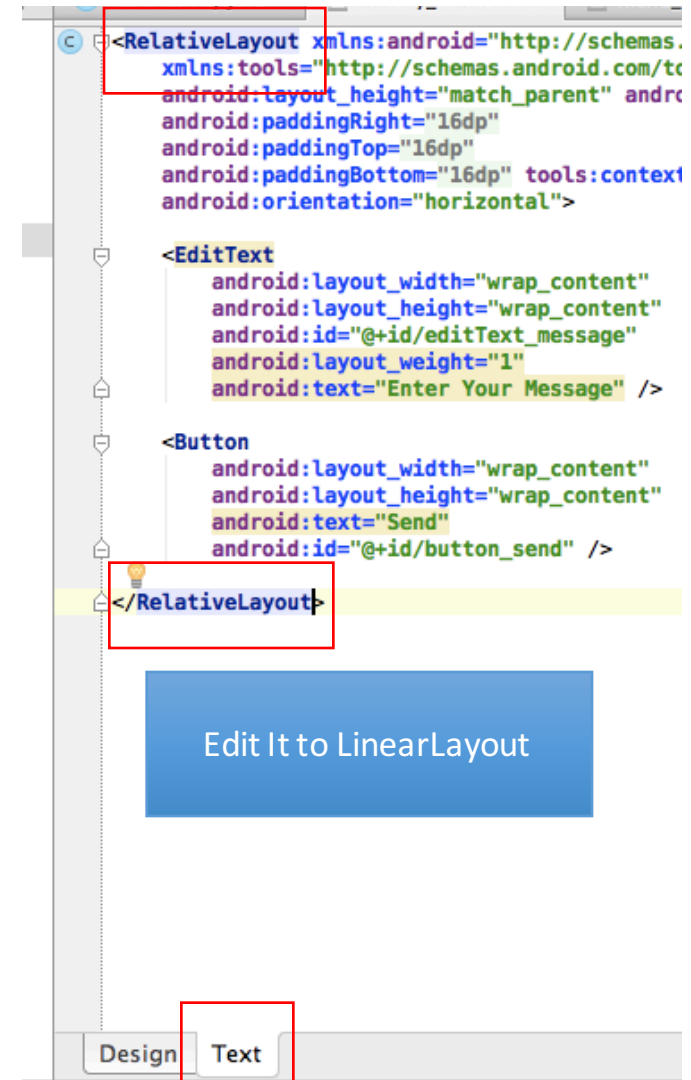 C <RelativeLayout xmlns:android="http://schemas.
xmlns:tools="http://schemas.android.com/to
android:layout_height="match_parent" andro
android:paddingRight="16dp"
android:paddingTop="16dp"
android:paddingBottom="16dp" tools:context
android:orientation="horizontal">
<EditText
android:layout_width="wrap_content"
android:layout_height="wrap_content"
android:id="@+id/editText_message"
android:layout_weight="1"
android:text="Enter Your Message" />
<Button
android:layout_width="wrap_content"
android:layout_height="wrap_content"
android:text="Send"
android:id="@+id/button_send" />
</RelativeLayout>
Edit It to LinearLayout
Design Text